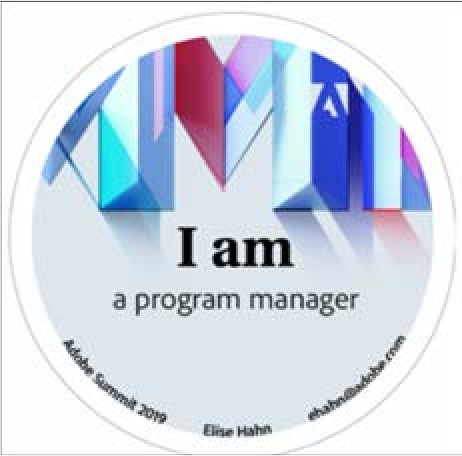 I am
a program manager
Adobe Summit 2019
Elise Hahn
ehahn@adobe.com